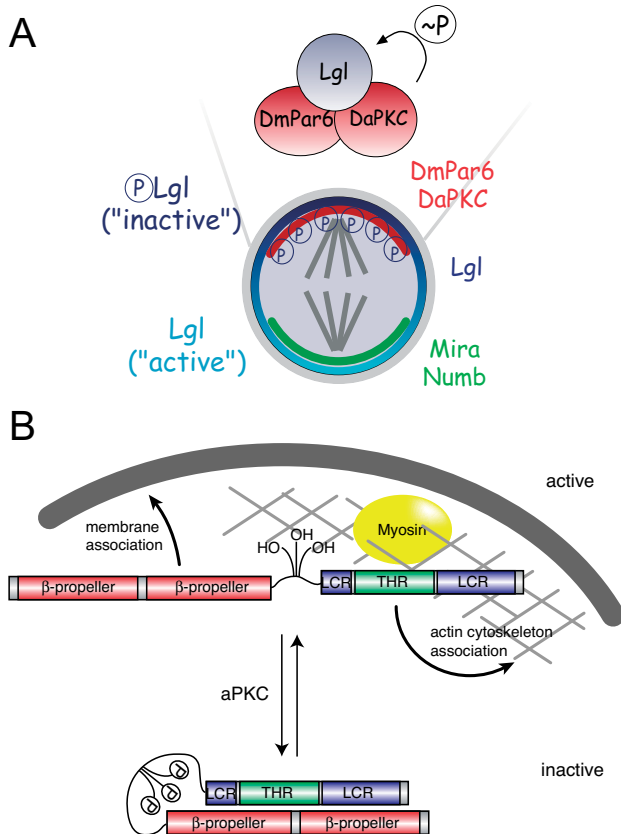 A
~P
Lgl
DmPar6 DaPKC
DmPar6
DaPKC
P Lgl
("inactive")
P P P P P P P P
Lgl
Lgl
("active")
Mira
Numb
B
active
membrane
association
HO OH OH
Myosin
β-propeller β-propeller LCR THR LCR
actin cytoskeleton
association
aPKC
inactive
P P P
LCR THR LCR
β-propeller β-propeller